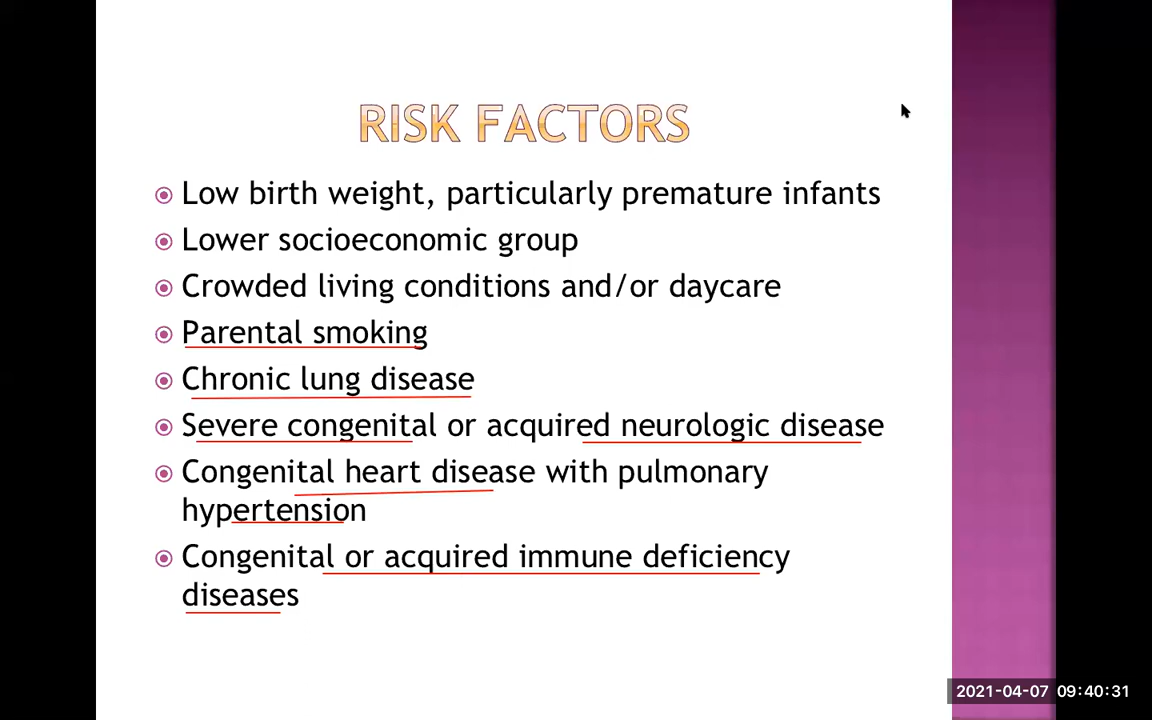 RISK FACTORS
Low birth weight, particularly premature infants
Lower socioeconomic group
Crowded living conditions and/or daycare
Parental smoking
Chronic lung disease
Severe congenital or acquired neurologic disease
Congenital heart disease with pulmonary
hypertension
Congenital or acquired immune deficiency
diseases
2021-04-07 09:40:31